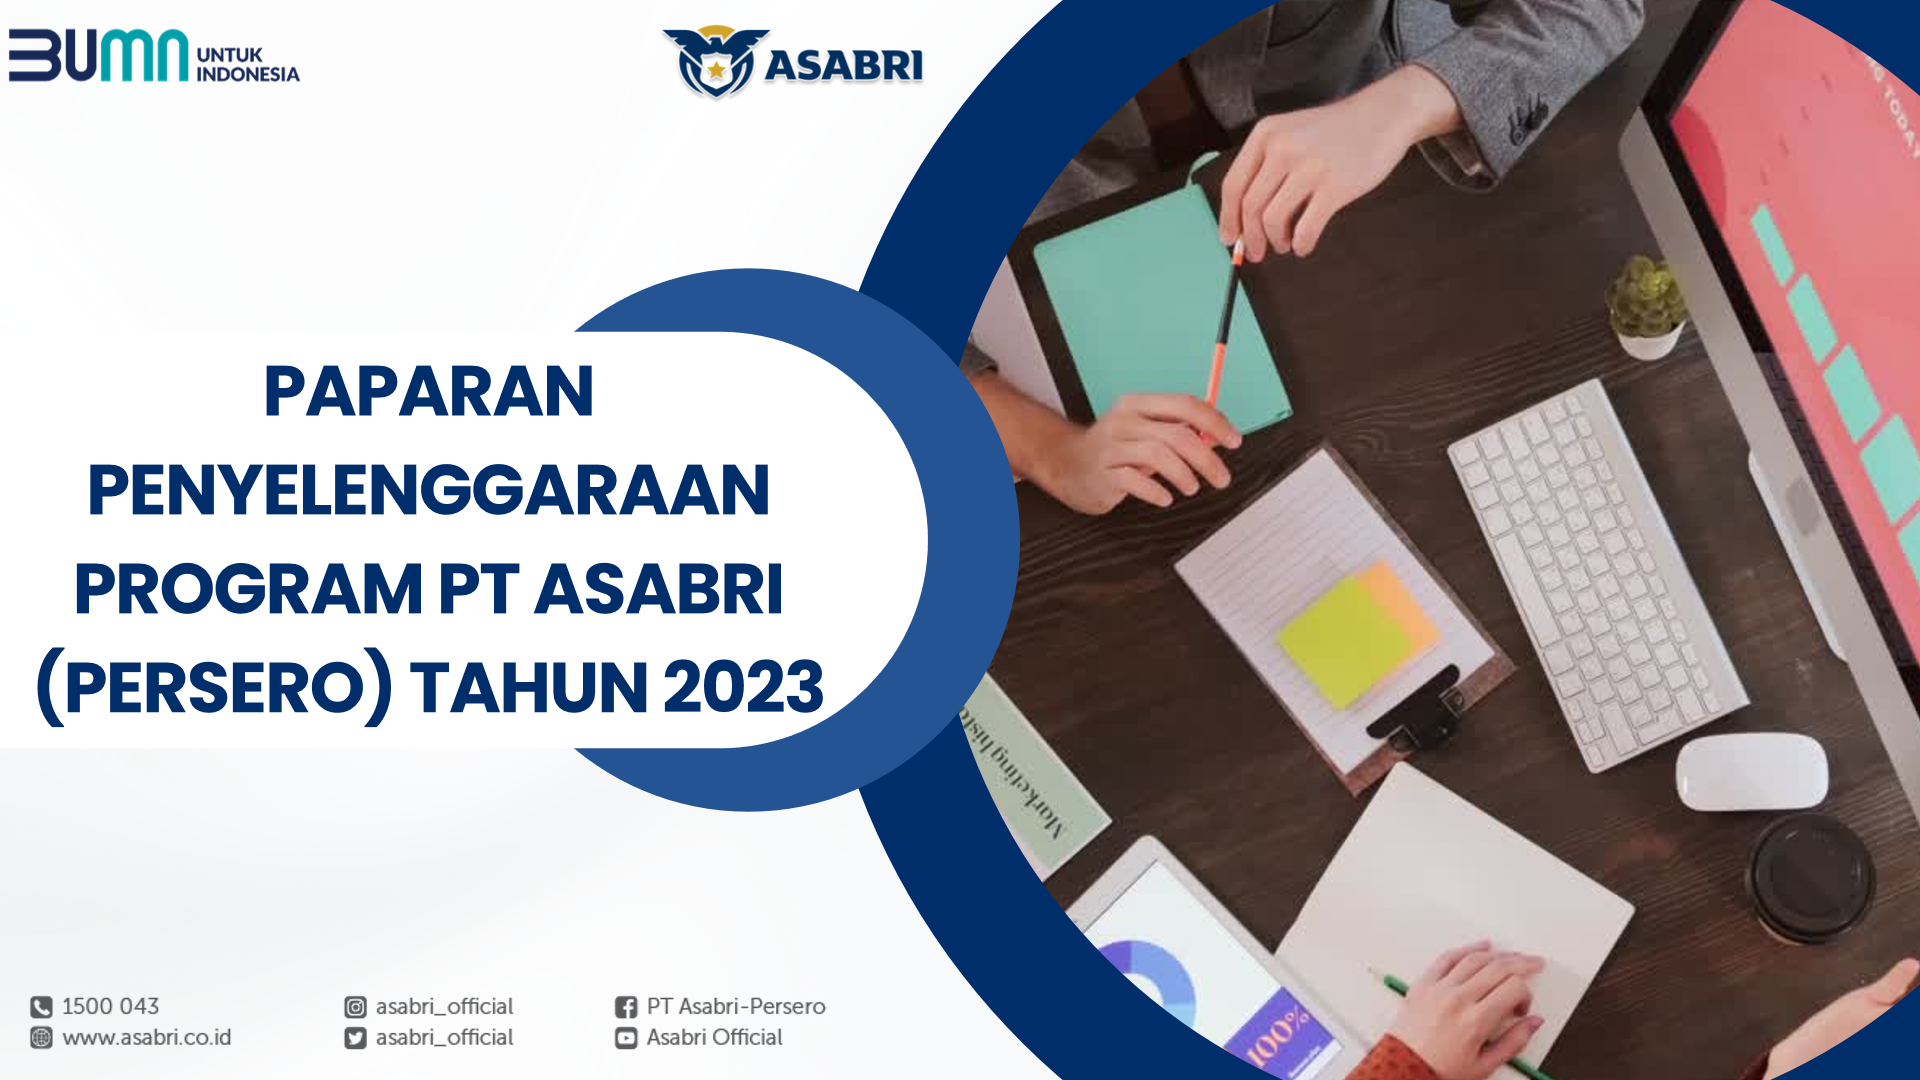 BUMN UNTUK
INDONESIA
ASABRI
PAPARAN
PENYELENGGARAAN
PROGRAM PT ASABRI
(PERSERO) TAHUN 2023
1500 043
www.asabri.co.id
asabri_official
asabri_official
PT Asabri-Persero
Asabri Official
TODAY
Marketing
100%